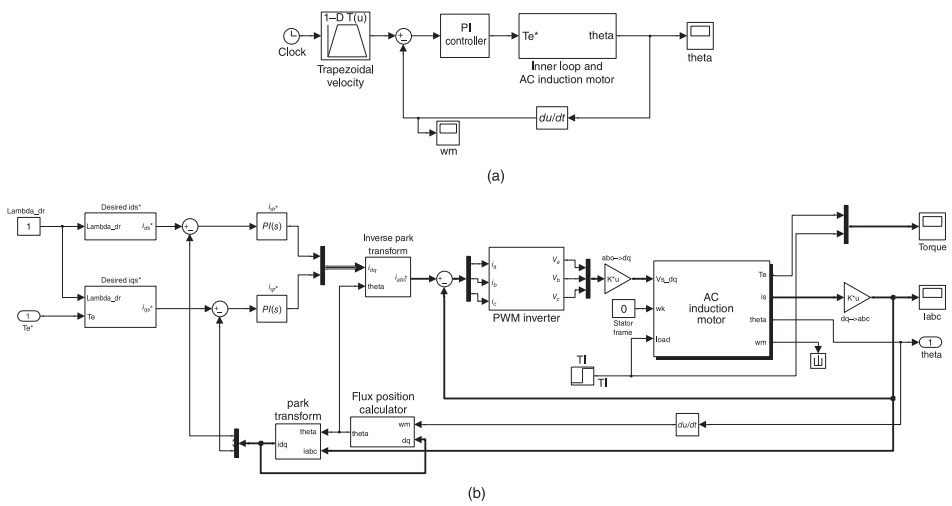 1–D T(u)
Clock
Trapezoidal
velocity
+
–
PI
controller
Te*
theta
Inner loop and
AC induction motor
theta
du/dt
wm
(a)
Lambda_dr
1
Desired ids*
Lambda_dr
ids*
+
–
idr*
PI(s)
Desired iqs*
Lambda_dr
Te
iqs*
+
–
iqr*
PI(s)
1
Te*
Inverse park
transform
idq
theta
iabc*
+
–
ia
ib
ic
Va
Vb
Vc
PWM inverter
abc–>dq
K*u
0
Stator
frame
Vs_dq
wk
load
AC
induction
motor
Te
is
theta
wm
Tl
Tl
K*u
dq–>abc
Torque
Iabc
1
theta
park
transform
theta
idq
iabc
Flux position
calculator
theta
wm
dq
du/dt
(b)